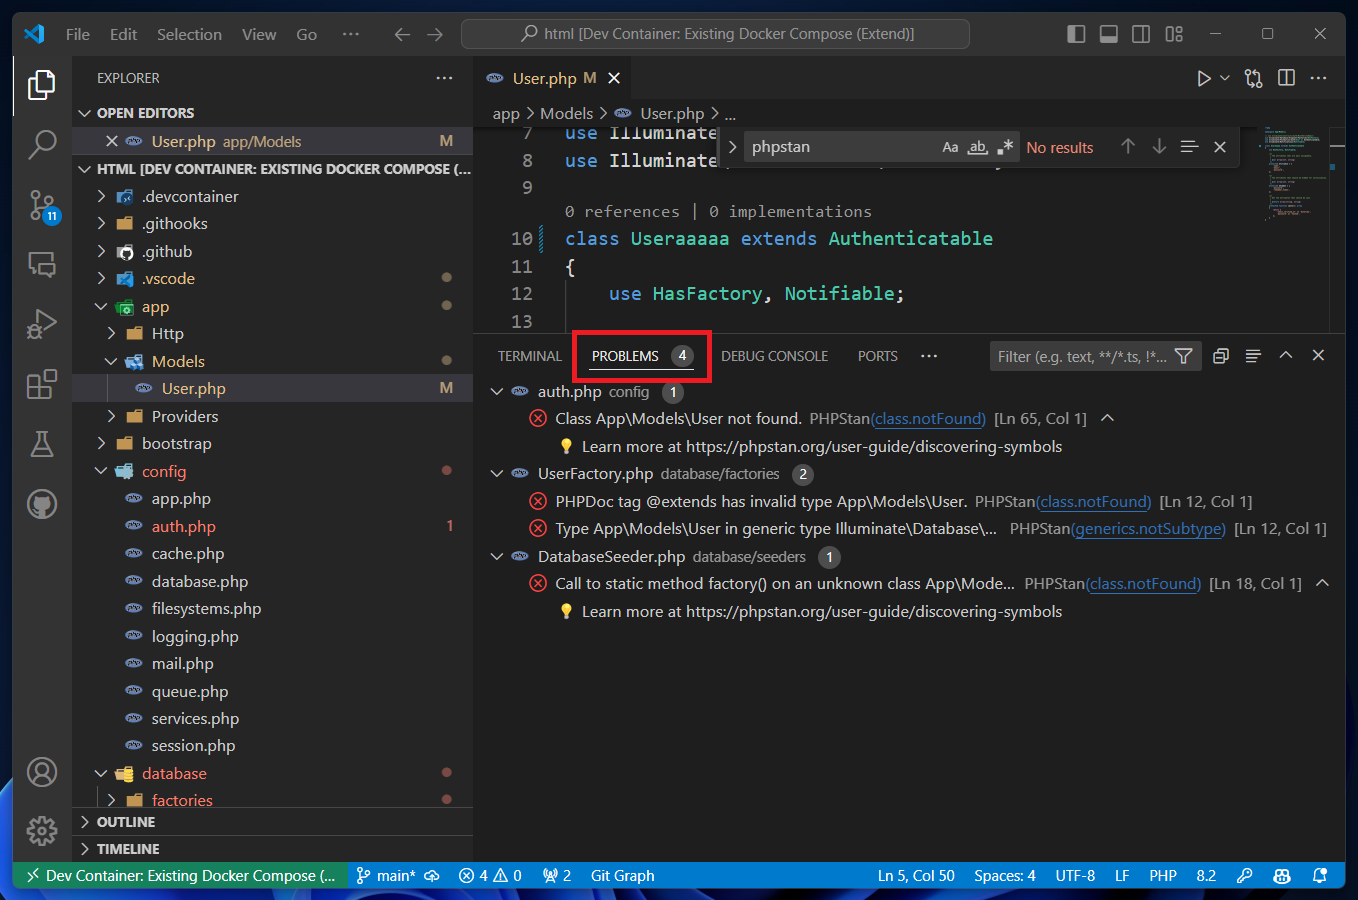 File Edit Selection View Go ··· html [Dev Container: Existing Docker Compose (Extend)]
EXPLORER
OPEN EDITORS
User.php app/Models M
HTML [DEV CONTAINER: EXISTING DOCKER COMPOSE (...
.devcontainer
.githooks
.github
.vscode
app
Http
Models
User.php M
Providers
bootstrap
config
app.php
auth.php 1
cache.php
database.php
filesystems.php
logging.php
mail.php
queue.php
services.php
session.php
database
factories
OUTLINE
TIMELINE
11
User.php M
app > Models > User.php > ...
7 use Illuminate
8 use Illuminate
9
0 references | 0 implementations
10 class Useraaaaa extends Authenticatable
11 {
12 use HasFactory, Notifiable;
13
phpstan Aa ab .* No results
TERMINAL PROBLEMS 4 DEBUG CONSOLE PORTS ··· Filter (e.g. text, **/*.ts, !*...
auth.php config 1
Class App\Models\User not found. PHPStan(class.notFound) [Ln 65, Col 1]
Learn more at https://phpstan.org/user-guide/discovering-symbols
UserFactory.php database/factories 2
PHPDoc tag @extends has invalid type App\Models\User. PHPStan(class.notFound) [Ln 12, Col 1]
Type App\Models\User in generic type Illuminate\Database\... PHPStan(generics.notSubtype) [Ln 12, Col 1]
DatabaseSeeder.php database/seeders 1
Call to static method factory() on an unknown class App\Mode... PHPStan(class.notFound) [Ln 18, Col 1]
Learn more at https://phpstan.org/user-guide/discovering-symbols
Dev Container: Existing Docker Compose (... main* 4 0 2 Git Graph Ln 5, Col 50 Spaces: 4 UTF-8 LF PHP 8.2